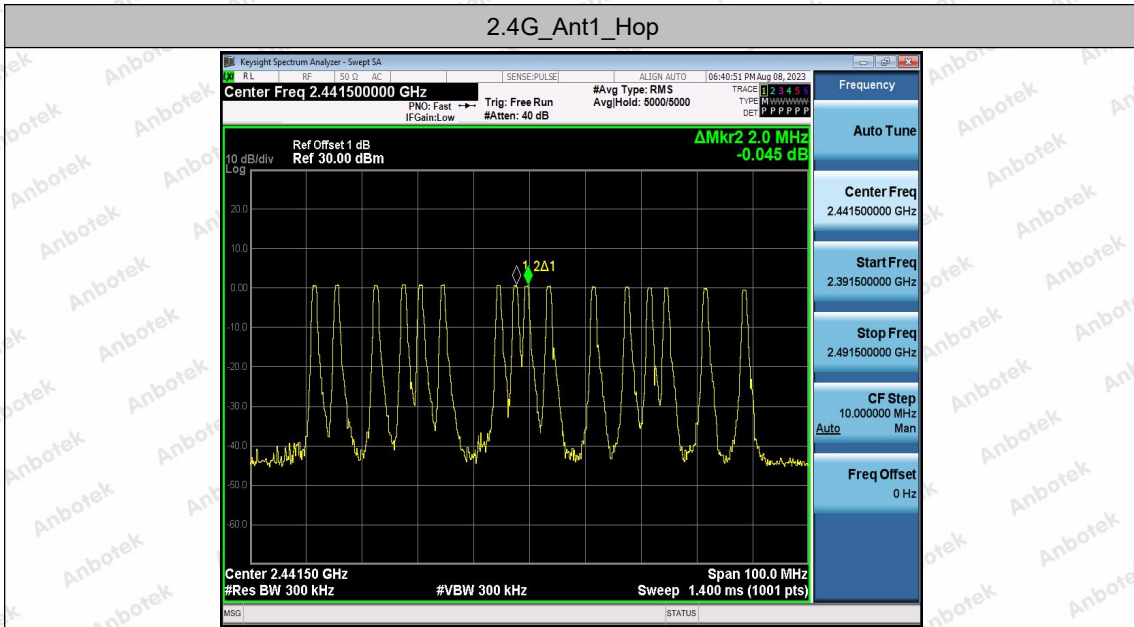 2.4G_Ant1_Hop
Keysight Spectrum Analyzer - Swept SA
RL RF 50 Ω AC SENSE:PULSE ALIGN AUTO 06:40:51 PM Aug 08, 2023
Center Freq 2.441500000 GHz
PNO: Fast
IFGain:Low
Trig: Free Run
#Atten: 40 dB
#Avg Type: RMS
Avg|Hold: 5000/5000
TRACE 1 2 3 4 5 6
TYPE M WWWWW
DET P P P P P P
ΔMkr2 2.0 MHz
-0.045 dB
Ref Offset 1 dB
10 dB/div Ref 30.00 dBm
Log
20.0
10.0
0.00
-10.0
-20.0
-30.0
-40.0
-50.0
-60.0
1 2Δ1
Center 2.44150 GHz Span 100.0 MHz
#Res BW 300 kHz #VBW 300 kHz Sweep 1.400 ms (1001 pts)
MSG STATUS
Frequency
Auto Tune
Center Freq
2.441500000 GHz
Start Freq
2.391500000 GHz
Stop Freq
2.491500000 GHz
CF Step
10.000000 MHz
Auto Man
Freq Offset
0 Hz
Anbotek